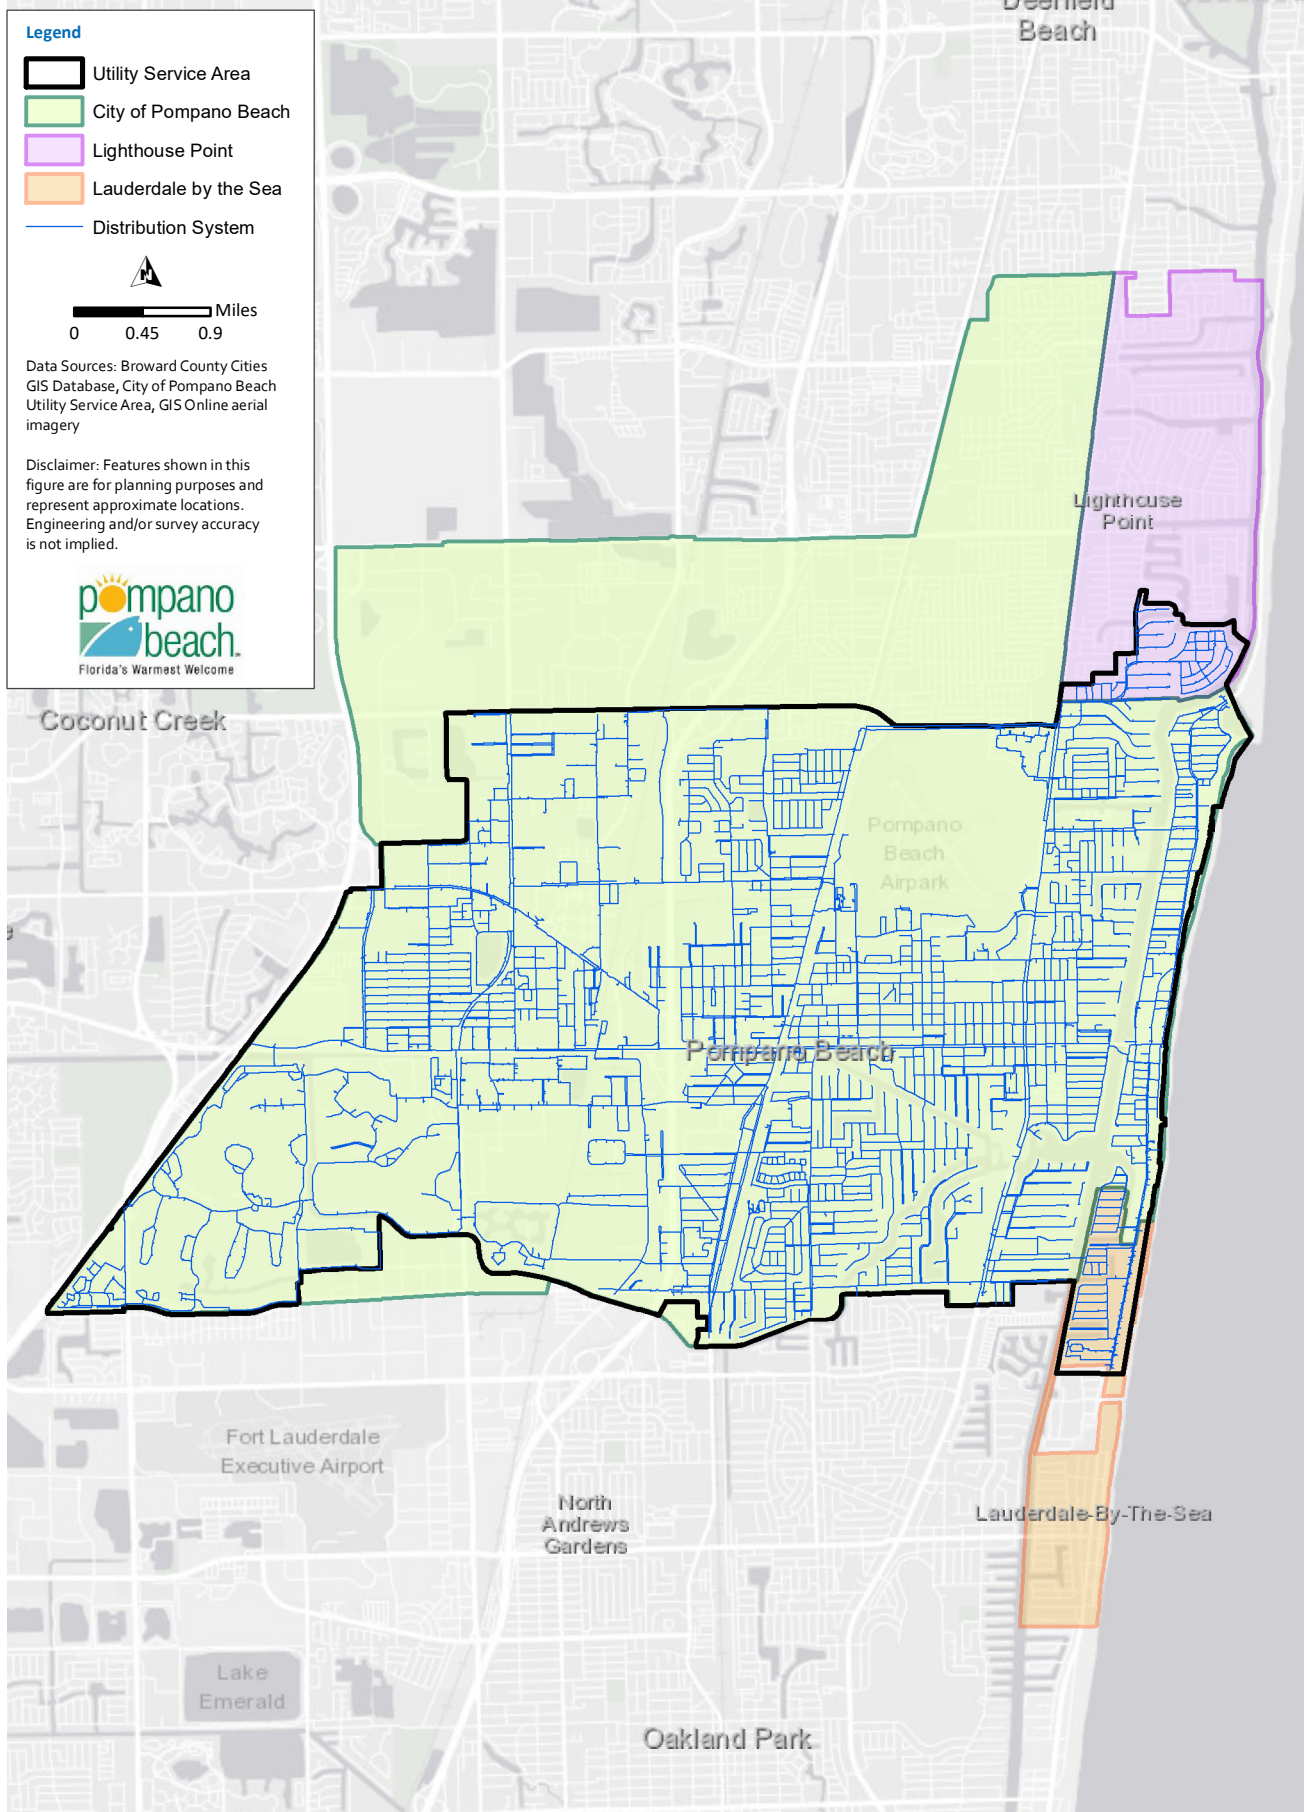 Legend
Utility Service Area
City of Pompano Beach
Lighthouse Point
Lauderdale by the Sea
Distribution System
N
Miles
0 0.45 0.9
Data Sources: Broward County Cities
GIS Database, City of Pompano Beach
Utility Service Area, GIS Online aerial
imagery
Disclaimer: Features shown in this
figure are for planning purposes and
represent approximate locations.
Engineering and/or survey accuracy
is not implied.
pompano
beach
Florida's Warmest Welcome
Deerfield
Beach
Lighthouse
Point
Coconut Creek
Pompano
Beach
Airpark
Pompano Beach
Fort Lauderdale
Executive Airport
North
Andrews
Gardens
Lauderdale-By-The-Sea
Lake
Emerald
Oakland Park